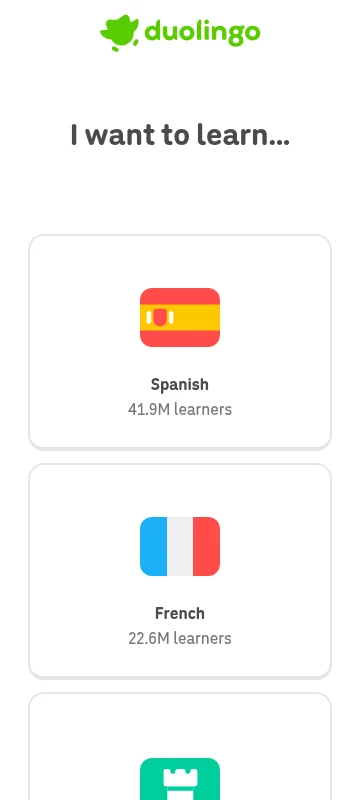 duolingo
I want to learn...
Spanish
41.9M learners
French
22.6M learners